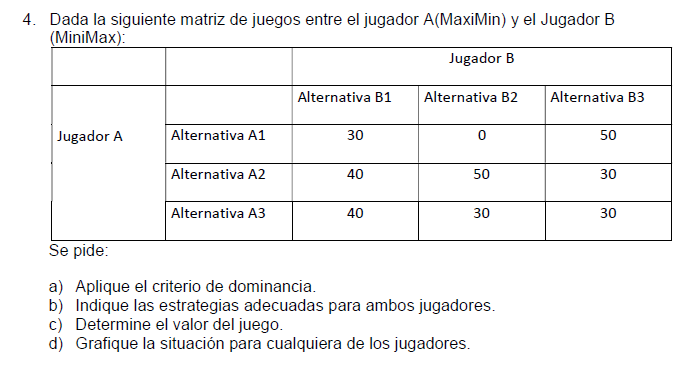 4. Dada la siguiente matriz de juegos entre el jugador A(MaxiMin) y el Jugador B
(MiniMax):
Jugador B
Alternativa B1 Alternativa B2 Alternativa B3
Jugador A Alternativa A1 30 0 50
Alternativa A2 40 50 30
Alternativa A3 40 30 30
Se pide:
a) Aplique el criterio de dominancia.
b) Indique las estrategias adecuadas para ambos jugadores.
c) Determine el valor del juego.
d) Grafique la situación para cualquiera de los jugadores.